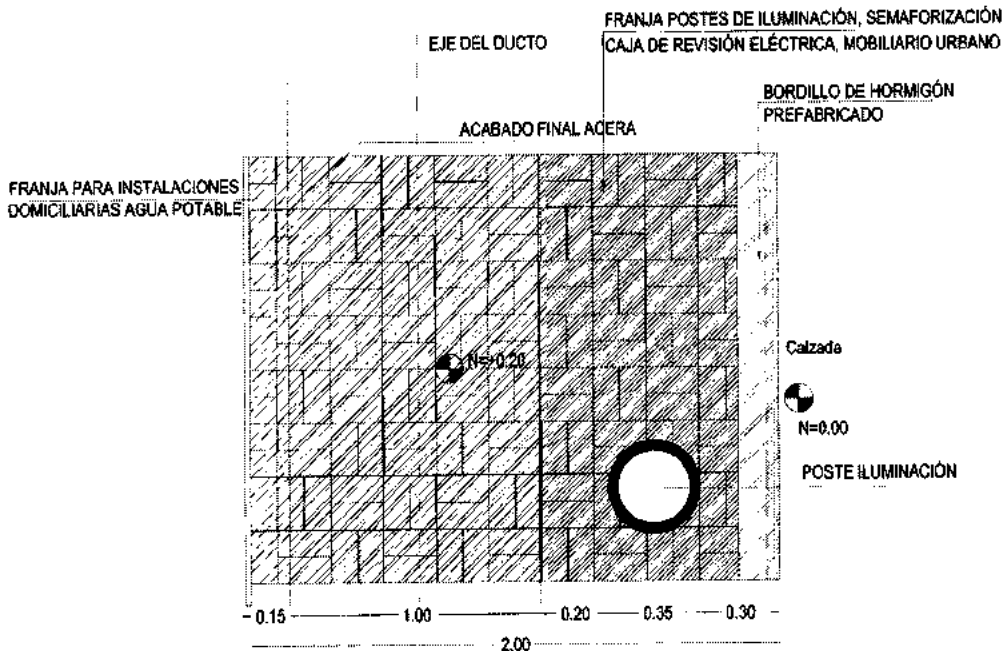 FRANJA POSTES DE ILUMINACIÓN, SEMAFORIZACIÓN
CAJA DE REVISIÓN ELÉCTRICA, MOBILIARIO URBANO
EJE DEL DUCTO
BORDILLO DE HORMIGÓN
PREFABRICADO
ACABADO FINAL ACERA
FRANJA PARA INSTALACIONES
DOMICILIARIAS AGUA POTABLE
N=+0.20
Calzada
N=0.00
POSTE ILUMINACIÓN
0.15 1.00 0.20 0.35 0.30
2.00